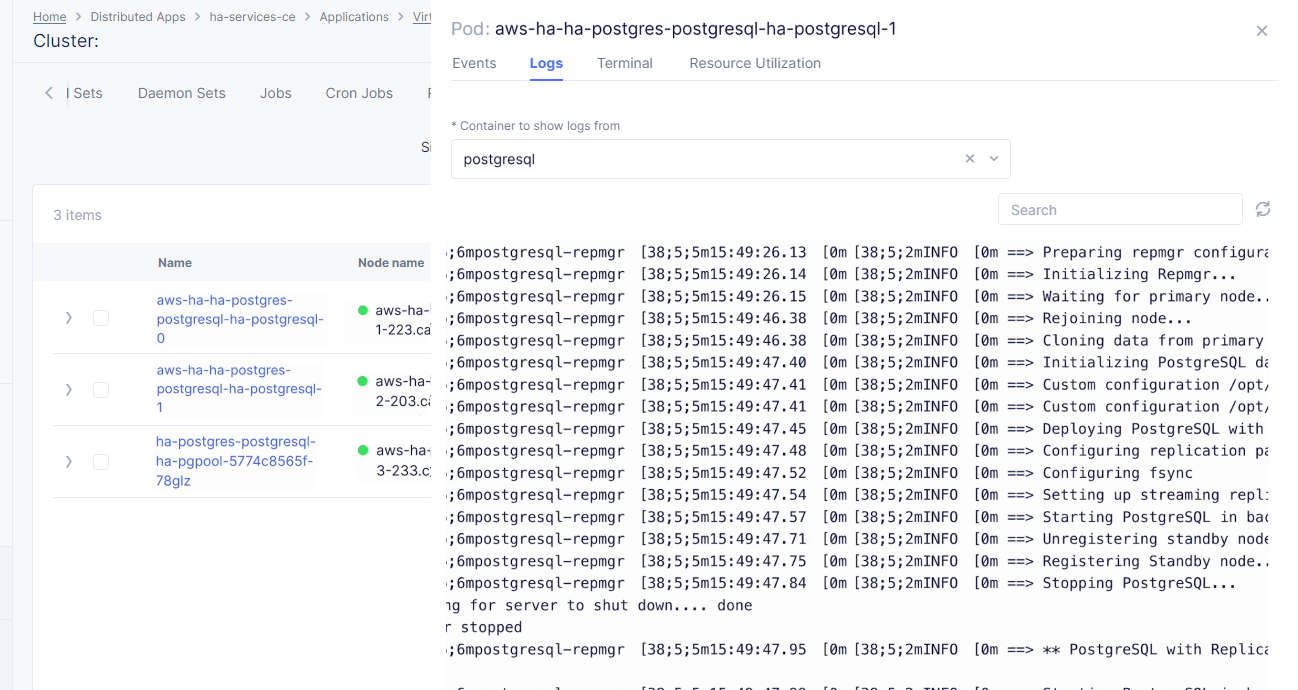 Home > Distributed Apps > ha-services-ce > Applications > Virt
Cluster:
l Sets Daemon Sets Jobs Cron Jobs
3 items
Name Node name
aws-ha-ha-postgres-
postgresql-ha-postgresql-
0
aws-ha-
1-223.ca
aws-ha-ha-postgres-
postgresql-ha-postgresql-
1
aws-ha-
2-203.ca
ha-postgres-postgresql-
ha-pgpool-5774c8565f-
78glz
aws-ha-
3-233.c
Pod: aws-ha-ha-postgres-postgresql-ha-postgresql-1
Events Logs Terminal Resource Utilization
* Container to show logs from
postgresql
Search
;6mpostgresql-repmgr [38;5;5m15:49:26.13 [0m [38;5;2mINFO [0m ==> Preparing repmgr configura
;6mpostgresql-repmgr [38;5;5m15:49:26.14 [0m [38;5;2mINFO [0m ==> Initializing Repmgr...
;6mpostgresql-repmgr [38;5;5m15:49:26.15 [0m [38;5;2mINFO [0m ==> Waiting for primary node..
;6mpostgresql-repmgr [38;5;5m15:49:46.38 [0m [38;5;2mINFO [0m ==> Rejoining node...
;6mpostgresql-repmgr [38;5;5m15:49:46.38 [0m [38;5;2mINFO [0m ==> Cloning data from primary
;6mpostgresql-repmgr [38;5;5m15:49:47.40 [0m [38;5;2mINFO [0m ==> Initializing PostgreSQL da
;6mpostgresql-repmgr [38;5;5m15:49:47.41 [0m [38;5;2mINFO [0m ==> Custom configuration /opt/
;6mpostgresql-repmgr [38;5;5m15:49:47.41 [0m [38;5;2mINFO [0m ==> Custom configuration /opt/
;6mpostgresql-repmgr [38;5;5m15:49:47.45 [0m [38;5;2mINFO [0m ==> Deploying PostgreSQL with
;6mpostgresql-repmgr [38;5;5m15:49:47.48 [0m [38;5;2mINFO [0m ==> Configuring replication pa
;6mpostgresql-repmgr [38;5;5m15:49:47.52 [0m [38;5;2mINFO [0m ==> Configuring fsync
;6mpostgresql-repmgr [38;5;5m15:49:47.54 [0m [38;5;2mINFO [0m ==> Setting up streaming repli
;6mpostgresql-repmgr [38;5;5m15:49:47.57 [0m [38;5;2mINFO [0m ==> Starting PostgreSQL in bac
;6mpostgresql-repmgr [38;5;5m15:49:47.71 [0m [38;5;2mINFO [0m ==> Unregistering standby node
;6mpostgresql-repmgr [38;5;5m15:49:47.75 [0m [38;5;2mINFO [0m ==> Registering Standby node..
;6mpostgresql-repmgr [38;5;5m15:49:47.84 [0m [38;5;2mINFO [0m ==> Stopping PostgreSQL...
ng for server to shut down.... done
r stopped
;6mpostgresql-repmgr [38;5;5m15:49:47.95 [0m [38;5;2mINFO [0m ==> ** PostgreSQL with Replica